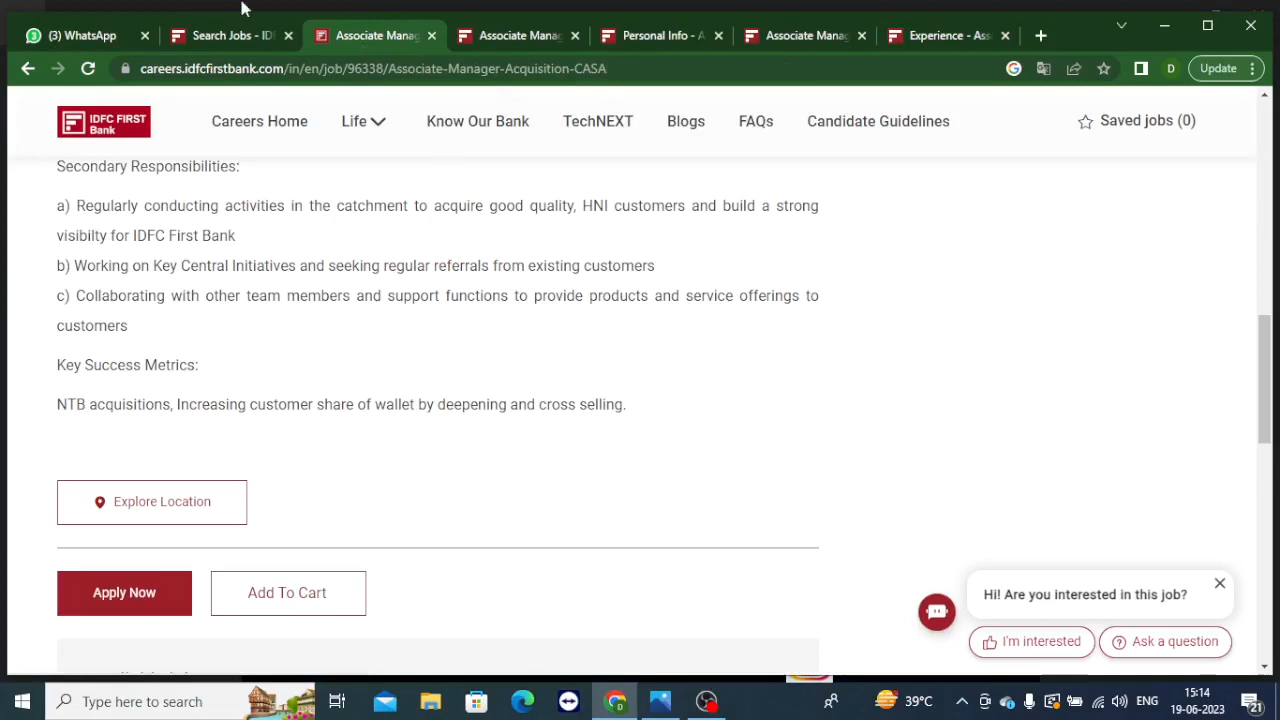 (3) WhatsApp
Search Jobs - IDF
Associate Manag
Associate Manag
Personal Info - A
Associate Manag
Experience - Ass
careers.idfcfirstbank.com/in/en/job/96338/Associate-Manager-Acquisition-CASA
D
Update
IDFC FIRST
Bank
Careers Home
Life
Know Our Bank
TechNEXT
Blogs
FAQs
Candidate Guidelines
Saved jobs (0)
Secondary Responsibilities:
a) Regularly conducting activities in the catchment to acquire good quality, HNI customers and build a strong
visibilty for IDFC First Bank
b) Working on Key Central Initiatives and seeking regular referrals from existing customers
c) Collaborating with other team members and support functions to provide products and service offerings to
customers
Key Success Metrics:
NTB acquisitions, Increasing customer share of wallet by deepening and cross selling.
Explore Location
Apply Now
Add To Cart
Hi! Are you interested in this job?
I'm interested
Ask a question
Type here to search
39°C
ENG
15:14
19-06-2023
21